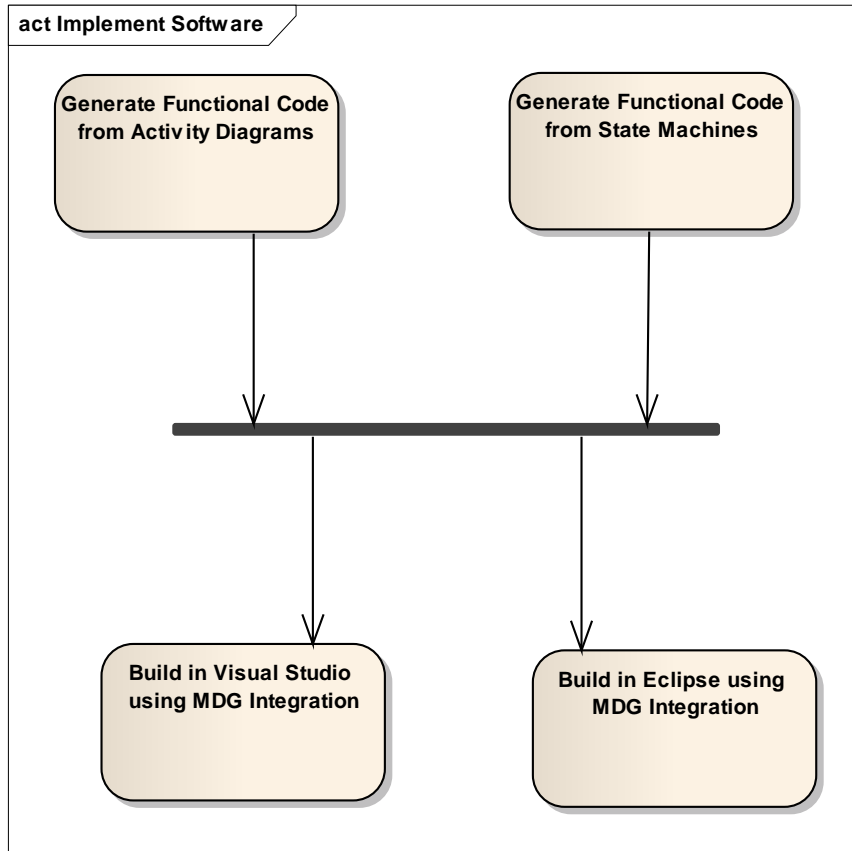 act Implement Software
Generate Functional Code
from Activity Diagrams
Generate Functional Code
from State Machines
Build in Visual Studio
using MDG Integration
Build in Eclipse using
MDG Integration